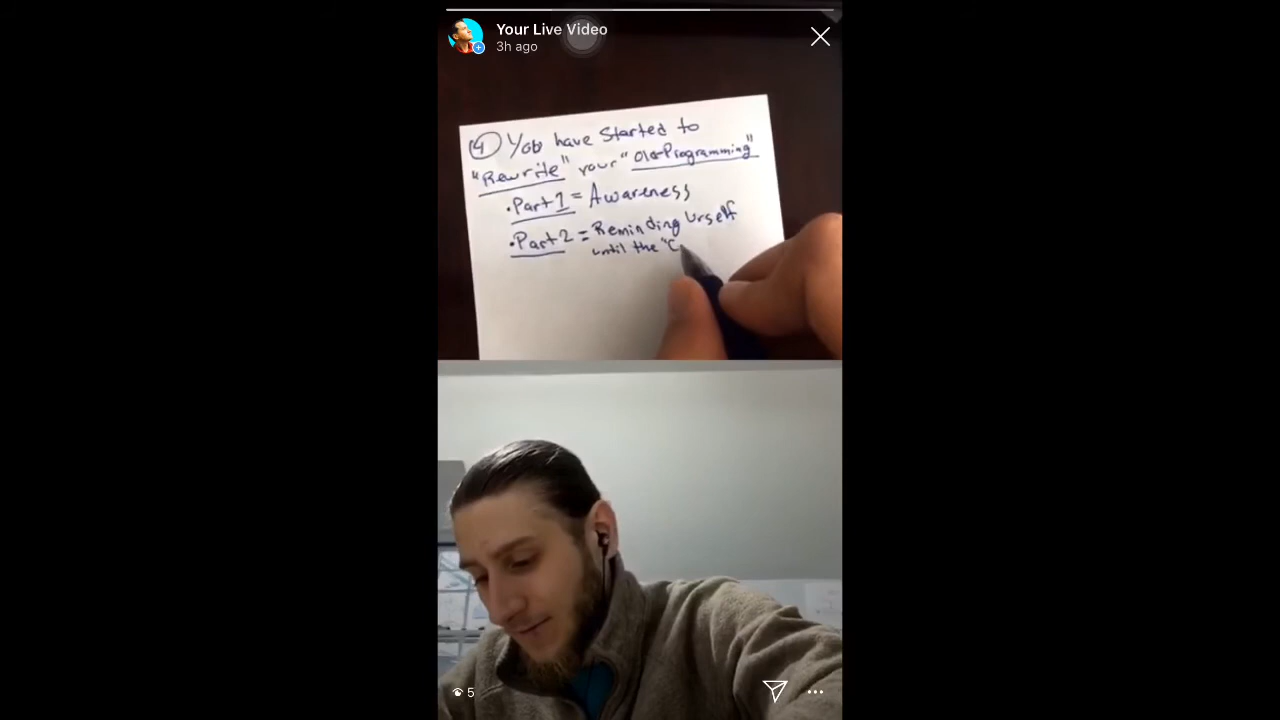 Your Live Video
3h ago
4 You have Started to
"Rewrite" your "Old Programming"
• Part 1 = Awareness
• Part 2 = Reminding Urself
until the "C
5